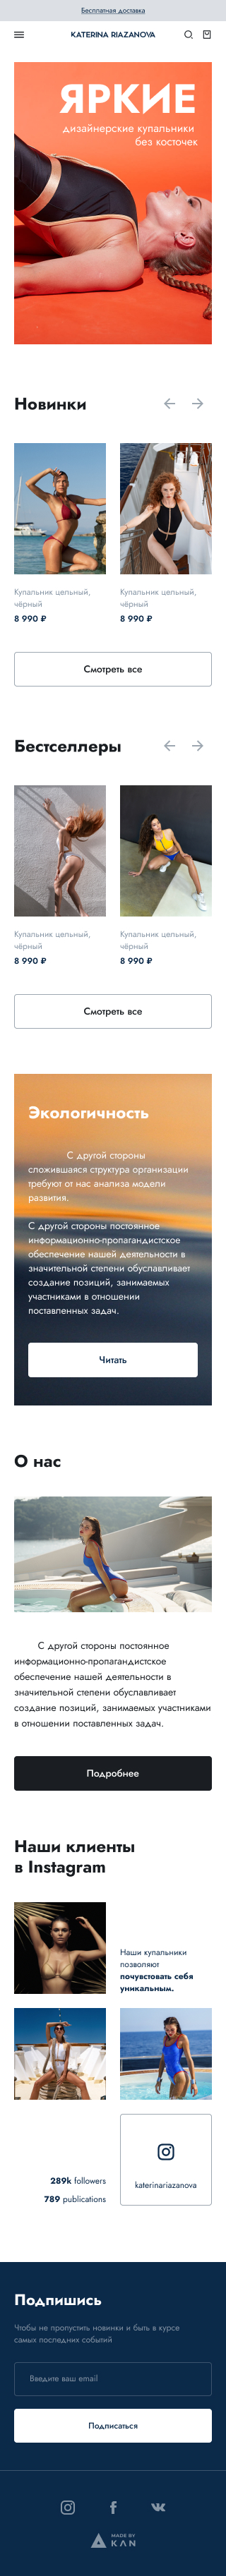 Бесплатная доставка
KATERINA RIAZANOVA
ЯРКИЕ
дизайнерские купальники
без косточек
Новинки
Купальник цельный,
чёрный
8 990 ₽
Купальник цельный,
чёрный
8 990 ₽
Смотреть все
Бестселлеры
Купальник цельный,
чёрный
8 990 ₽
Купальник цельный,
чёрный
8 990 ₽
Смотреть все
Экологичность
С другой стороны
сложившаяся структура организации
требуют от нас анализа модели
развития.
С другой стороны постоянное
информационно-пропагандистское
обеспечение нашей деятельности в
значительной степени обуславливает
создание позиций, занимаемых
участниками в отношении
поставленных задач.
Читать
О нас
С другой стороны постоянное
информационно-пропагандистское
обеспечение нашей деятельности в
значительной степени обуславливает
создание позиций, занимаемых участниками
в отношении поставленных задач.
Подробнее
Наши клиенты
в Instagram
Наши купальники
позволяют
почувствовать себя
уникальным.
289k followers
789 publications
katerinariazanova
Подпишись
Чтобы не пропустить новинки и быть в курсе
самых последних событий
Введите ваш email
Подписаться
MADE BY
KAN